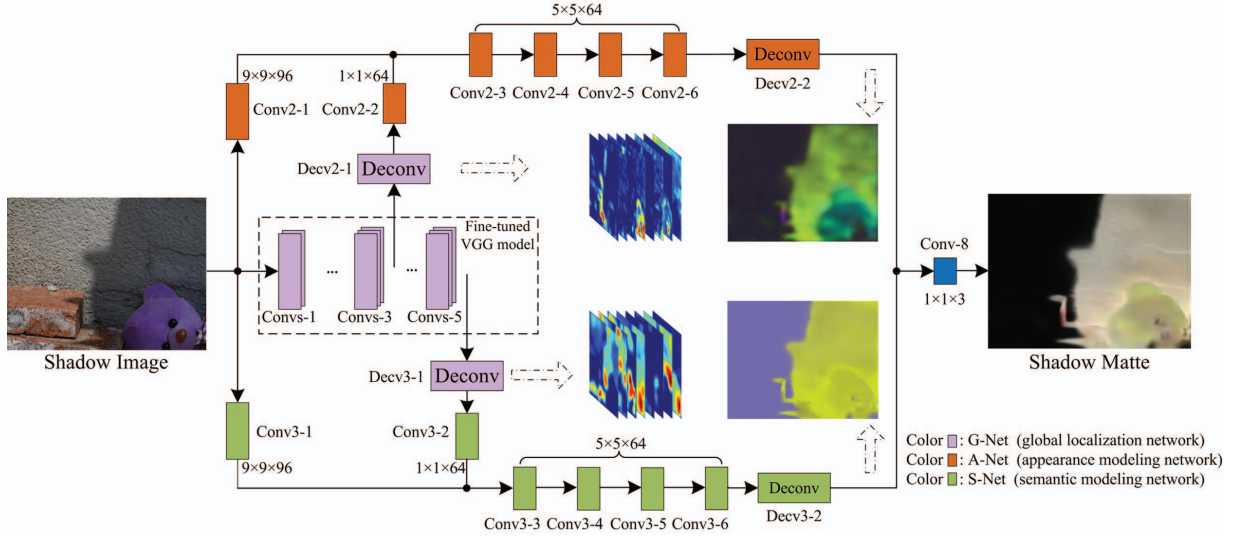 5×5×64
Deconv
9×9×96
1×1×64
Conv2-1
Conv2-2
Conv2-3
Conv2-4
Conv2-5
Conv2-6
Decv2-2
Decv2-1
Deconv
Fine-tuned
VGG model
...
...
Convs-1
Convs-3
Convs-5
Conv-8
1×1×3
Shadow Image
Shadow Matte
Decv3-1
Deconv
Conv3-1
Conv3-2
9×9×96
1×1×64
5×5×64
Deconv
Conv3-3
Conv3-4
Conv3-5
Conv3-6
Decv3-2
Color : G-Net (global localization network)
Color : A-Net (appearance modeling network)
Color : S-Net (semantic modeling network)